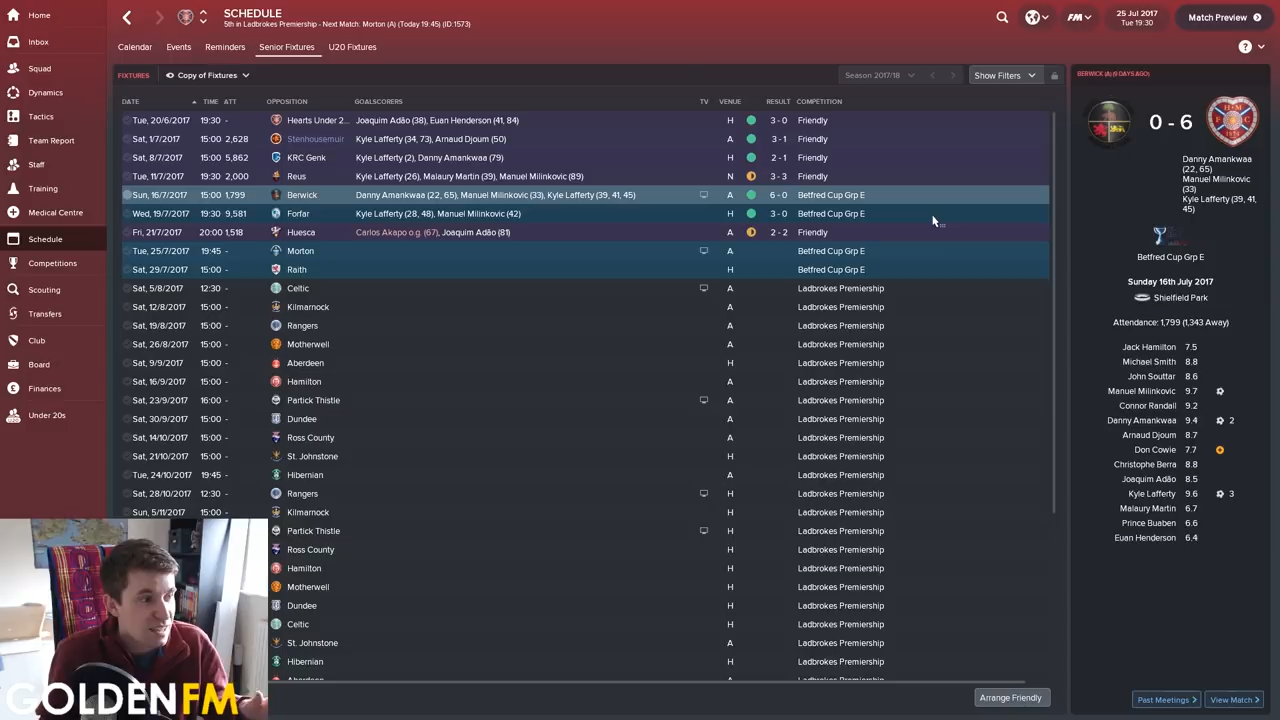 Home
Inbox
Squad
Dynamics
Tactics
Team Report
Staff
Training
Medical Centre
Schedule
Competitions
Scouting
Transfers
Club
Board
Finances
Under 20s
SCHEDULE
5th in Ladbrokes Premiership - Next Match: Morton (A) (Today 19.45) (ID:1573)
FM
25 Jul 2017
Tue 19:30
Match Preview
Calendar Events Reminders Senior Fixtures U20 Fixtures
?
FIXTURES Copy of Fixtures Season 2017/18 Show Filters
DATE TIME ATT OPPOSITION GOALSCORERS TV VENUE RESULT COMPETITION
Tue, 20/6/2017 19:30 - Hearts Under 2... Joaquim Adão (38), Euan Henderson (41, 84) H 3 - 0 Friendly
Sat, 1/7/2017 15:00 2,628 Stenhousemuir Kyle Lafferty (34, 73), Arnaud Djoum (50) A 3 - 1 Friendly
Sat, 8/7/2017 15:00 5,862 KRC Genk Kyle Lafferty (2), Danny Amankwaa (79) H 2 - 1 Friendly
Tue, 11/7/2017 19:30 2,000 Reus Kyle Lafferty (26), Malaury Martin (39), Manuel Milinkovic (89) N 3 - 3 Friendly
Sun, 16/7/2017 15:00 1,799 Berwick Danny Amankwaa (22, 65), Manuel Milinkovic (33), Kyle Lafferty (39, 41, 45) A 6 - 0 Betfred Cup Grp E
Wed, 19/7/2017 19:30 9,581 Forfar Kyle Lafferty (28, 48), Manuel Milinkovic (42) H 3 - 0 Betfred Cup Grp E
Fri, 21/7/2017 20:00 1,518 Huesca Carlos Akapo o.g. (67), Joaquim Adão (81) A 2 - 2 Friendly
Tue, 25/7/2017 19:45 - Morton A Betfred Cup Grp E
Sat, 29/7/2017 15:00 - Raith H Betfred Cup Grp E
Sat, 5/8/2017 12:30 - Celtic A Ladbrokes Premiership
Sat, 12/8/2017 15:00 - Kilmarnock A Ladbrokes Premiership
Sat, 19/8/2017 15:00 - Rangers A Ladbrokes Premiership
Sat, 26/8/2017 15:00 - Motherwell A Ladbrokes Premiership
Sat, 9/9/2017 15:00 - Aberdeen H Ladbrokes Premiership
Sat, 16/9/2017 15:00 - Hamilton A Ladbrokes Premiership
Sat, 23/9/2017 16:00 - Partick Thistle A Ladbrokes Premiership
Sat, 30/9/2017 15:00 - Dundee A Ladbrokes Premiership
Sat, 14/10/2017 15:00 - Ross County A Ladbrokes Premiership
Sat, 21/10/2017 15:00 - St. Johnstone H Ladbrokes Premiership
Tue, 24/10/2017 19:45 - Hibernian A Ladbrokes Premiership
Sat, 28/10/2017 12:30 - Rangers H Ladbrokes Premiership
Sun, 5/11/2017 15:00 - Kilmarnock H Ladbrokes Premiership
Partick Thistle H Ladbrokes Premiership
Ross County H Ladbrokes Premiership
Hamilton H Ladbrokes Premiership
Motherwell H Ladbrokes Premiership
Dundee H Ladbrokes Premiership
Celtic H Ladbrokes Premiership
St. Johnstone A Ladbrokes Premiership
Hibernian H Ladbrokes Premiership
Arrange Friendly
BERWICK (A) (9 DAYS AGO)
0 - 6
Danny Amankwaa
(22, 65)
Manuel Milinkovic
(33)
Kyle Lafferty (39, 41,
45)
Betfred Cup Grp E
Sunday 16th July 2017
Shielfield Park
Attendance: 1,799 (1,343 Away)
Jack Hamilton 7.5
Michael Smith 8.8
John Souttar 8.6
Manuel Milinkovic 9.7
Connor Randall 9.2
Danny Amankwaa 9.4 2
Arnaud Djoum 8.7
Don Cowie 7.7
Christophe Berra 8.8
Joaquim Adão 8.5
Kyle Lafferty 9.6 3
Malaury Martin 6.7
Prince Buaben 6.6
Euan Henderson 6.4
Past Meetings View Match
GOLDENFM